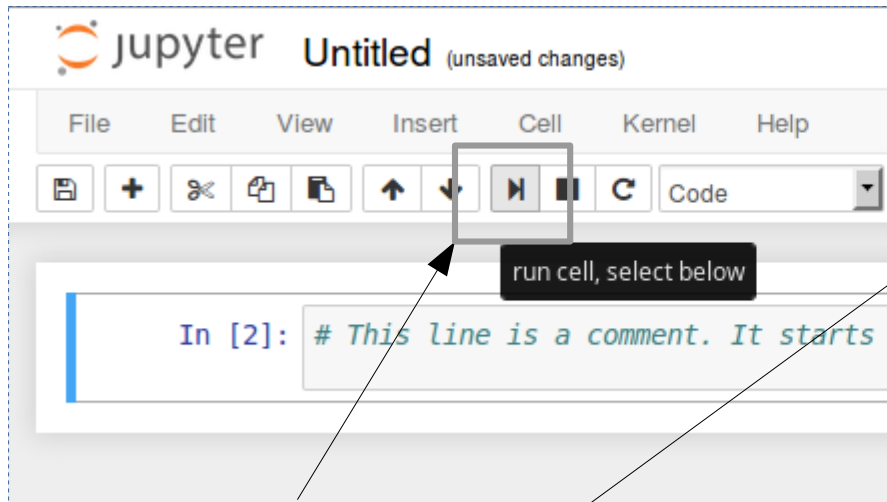 jupyter Untitled (unsaved changes)
File Edit View Insert Cell Kernel Help
Code
run cell, select below
In [2]: # This line is a comment. It starts